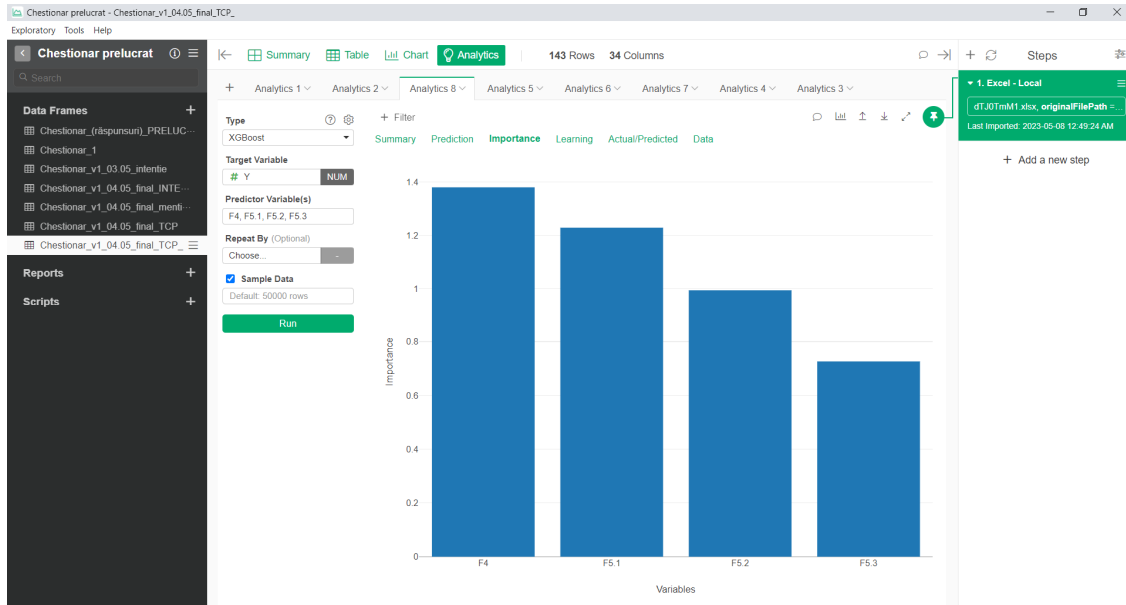 Chestionar prelucrat - Chestionar_v1_04.05_final_TCP_
Exploratory Tools Help
Chestionar prelucrat
Search
Data Frames +
Chestionar_(răspunsuri)_PRELUC···
Chestionar_1
Chestionar_v1_03.05_intentie
Chestionar_v1_04.05_final_INTE···
Chestionar_v1_04.05_final_menti···
Chestionar_v1_04.05_final_TCP
Chestionar_v1_04.05_final_TCP_
Reports +
Scripts +
Summary Table Chart Analytics 143 Rows 34 Columns
+ Analytics 1 Analytics 2 Analytics 8 Analytics 5 Analytics 6 Analytics 7 Analytics 4 Analytics 3
Type
XGBoost
Target Variable
# Y NUM
Predictor Variable(s)
F4, F5.1, F5.2, F5.3
Repeat By (Optional)
Choose... -
Sample Data
Default: 50000 rows
Run
+ Filter
Summary Prediction Importance Learning Actual/Predicted Data
1.4
1.2
1
0.8
0.6
0.4
0.2
0
Importance
F4 F5.1 F5.2 F5.3
Variables
+ Steps
1. Excel - Local
dTJ0TmM1.xlsx, originalFilePath =...
Last Imported: 2023-05-08 12:49:24 AM
+ Add a new step